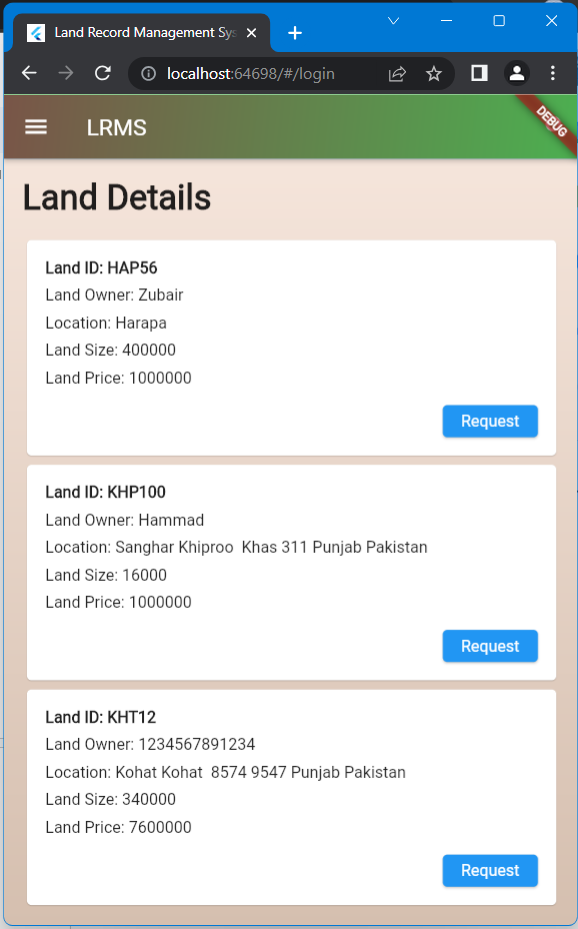 Land Record Management Sys
localhost:64698/#/login
LRMS
DEBUG
Land Details
Land ID: HAP56
Land Owner: Zubair
Location: Harapa
Land Size: 400000
Land Price: 1000000
Request
Land ID: KHP100
Land Owner: Hammad
Location: Sanghar Khiproo  Khas 311 Punjab Pakistan
Land Size: 16000
Land Price: 1000000
Request
Land ID: KHT12
Land Owner: 1234567891234
Location: Kohat Kohat  8574 9547 Punjab Pakistan
Land Size: 340000
Land Price: 7600000
Request